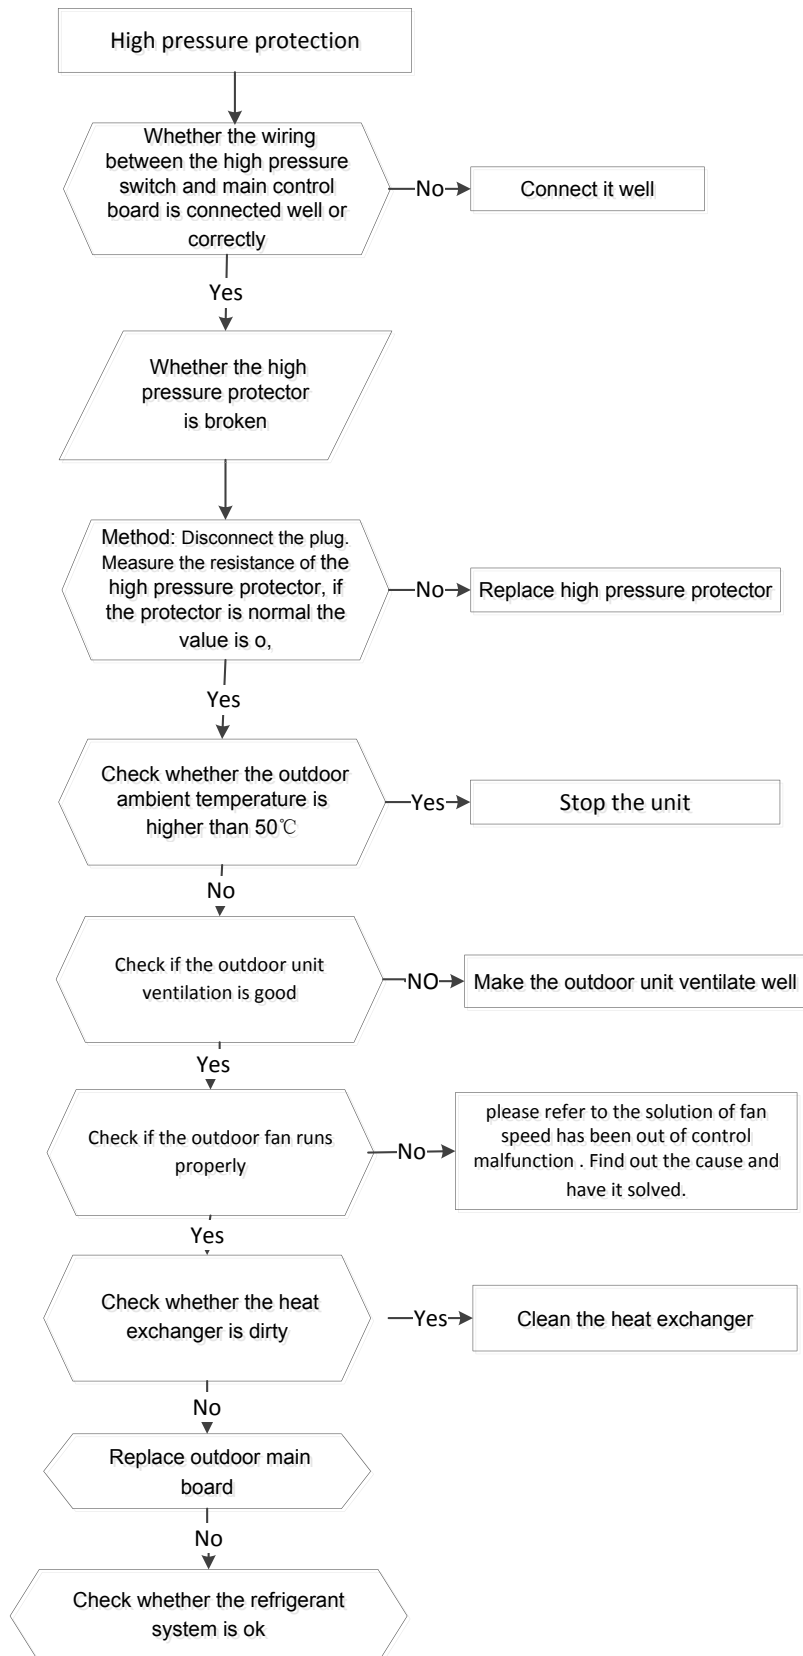 High pressure protection
Whether the wiring
between the high pressure
switch and main control
board is connected well or
correctly
No
Connect it well
Yes
Whether the high
pressure protector
is broken
Method: Disconnect the plug.
Measure the resistance of the
high pressure protector, if
the protector is normal the
value is o,
No
Replace high pressure protector
Yes
Check whether the outdoor
ambient temperature is
higher than 50℃
Yes
Stop the unit
No
Check if the outdoor unit
ventilation is good
NO
Make the outdoor unit ventilate well
Yes
Check if the outdoor fan runs
properly
No
please refer to the solution of fan
speed has been out of control
malfunction . Find out the cause and
have it solved.
Yes
Check whether the heat
exchanger is dirty
Yes
Clean the heat exchanger
No
Replace outdoor main
board
No
Check whether the refrigerant
system is ok